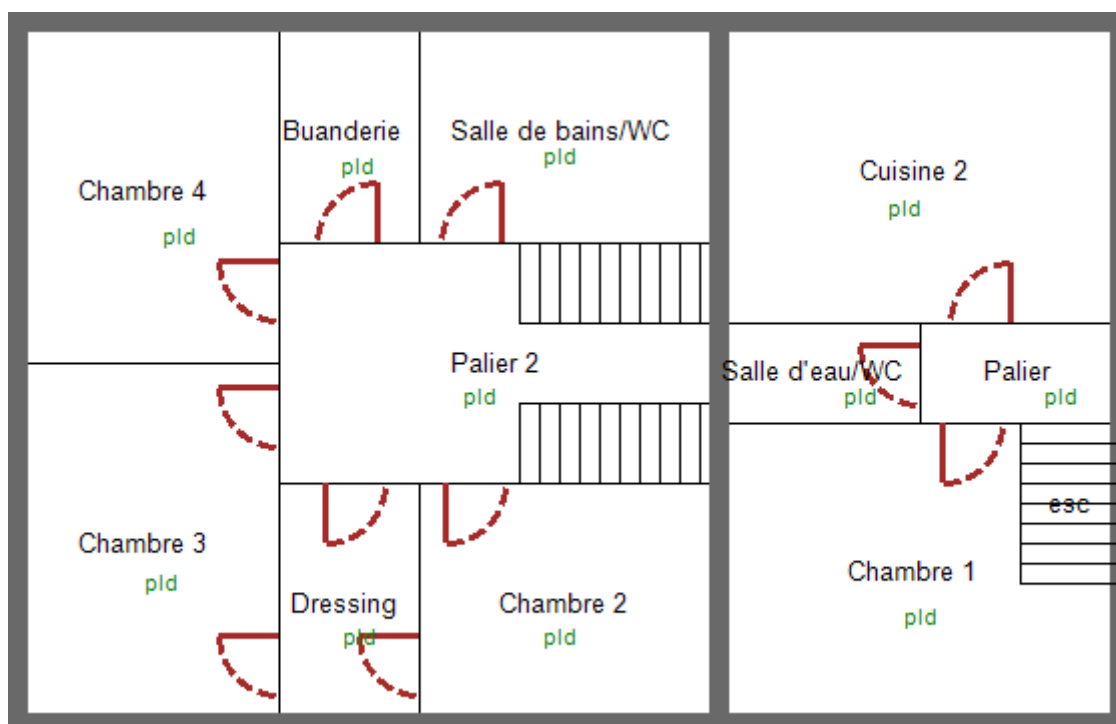 Buanderie
pld
Salle de bains/WC
pld
Cuisine 2
pld
Chambre 4
pld
Palier 2
pld
Salle d'eau/WC
pld
Palier
pld
esc
Chambre 3
pld
Dressing
pld
Chambre 2
pld
Chambre 1
pld